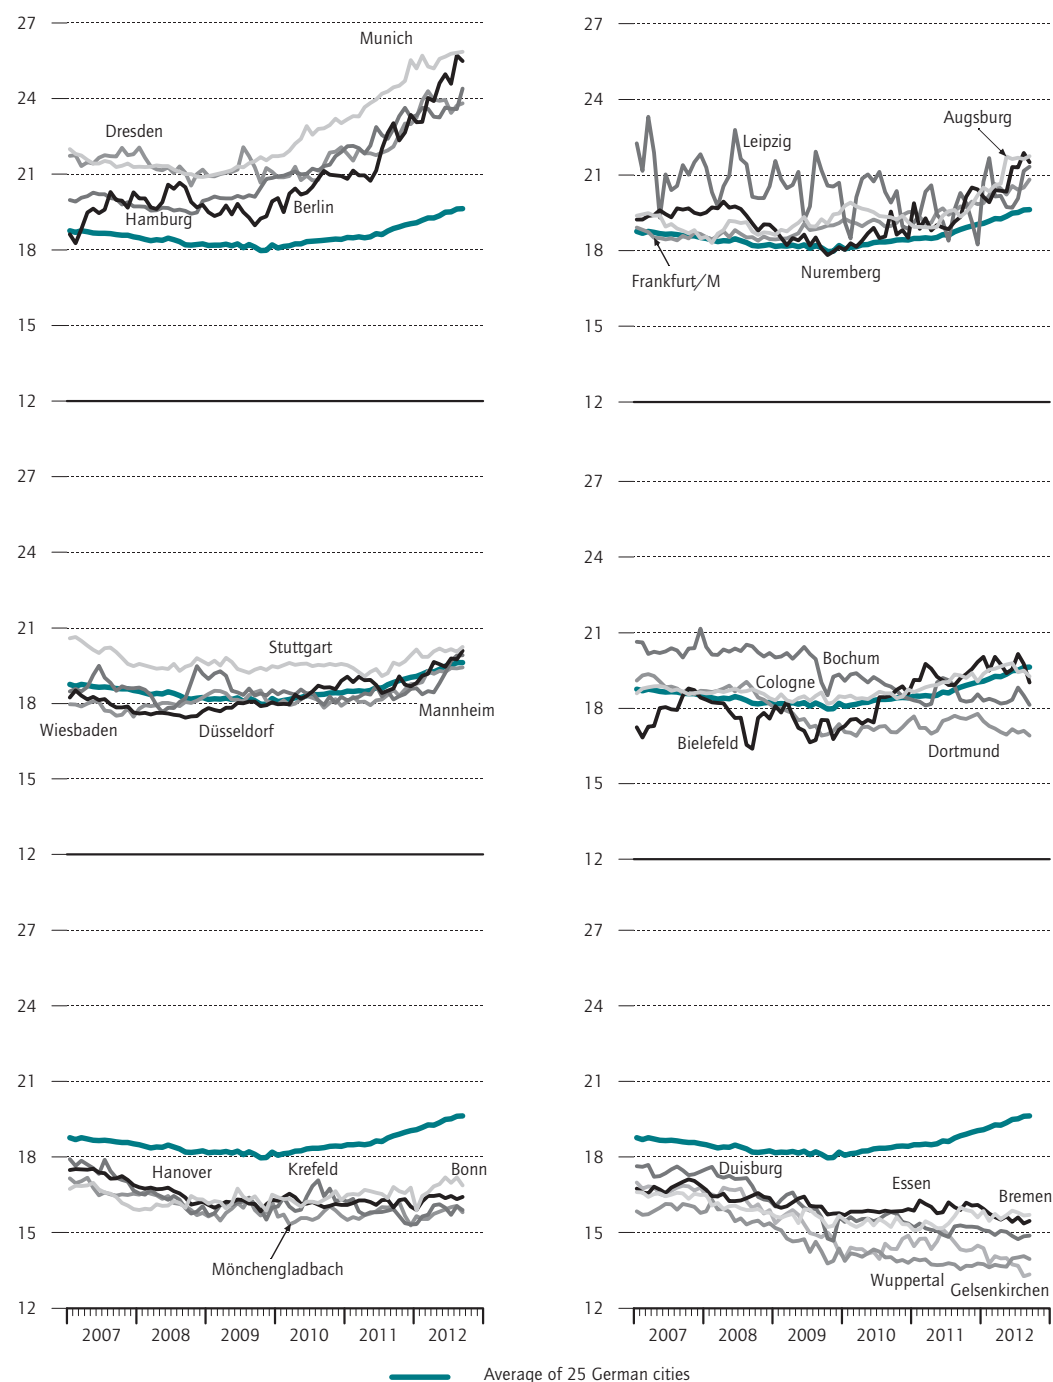 27
Munich
24
Dresden
21
Hamburg
Berlin
18
15
12
27
Augsburg
24
Leipzig
21
18
Frankfurt/M
Nuremberg
15
12
27
24
21
Stuttgart
18
Wiesbaden
Düsseldorf
Mannheim
15
12
27
24
21
Bochum
Cologne
18
Bielefeld
Dortmund
15
12
27
24
21
18
Hanover
Krefeld
Bonn
15
Mönchengladbach
12
2007 2008 2009 2010 2011 2012
27
24
21
18
Duisburg
Essen
Bremen
15
Wuppertal
Gelsenkirchen
12
2007 2008 2009 2010 2011 2012
Average of 25 German cities